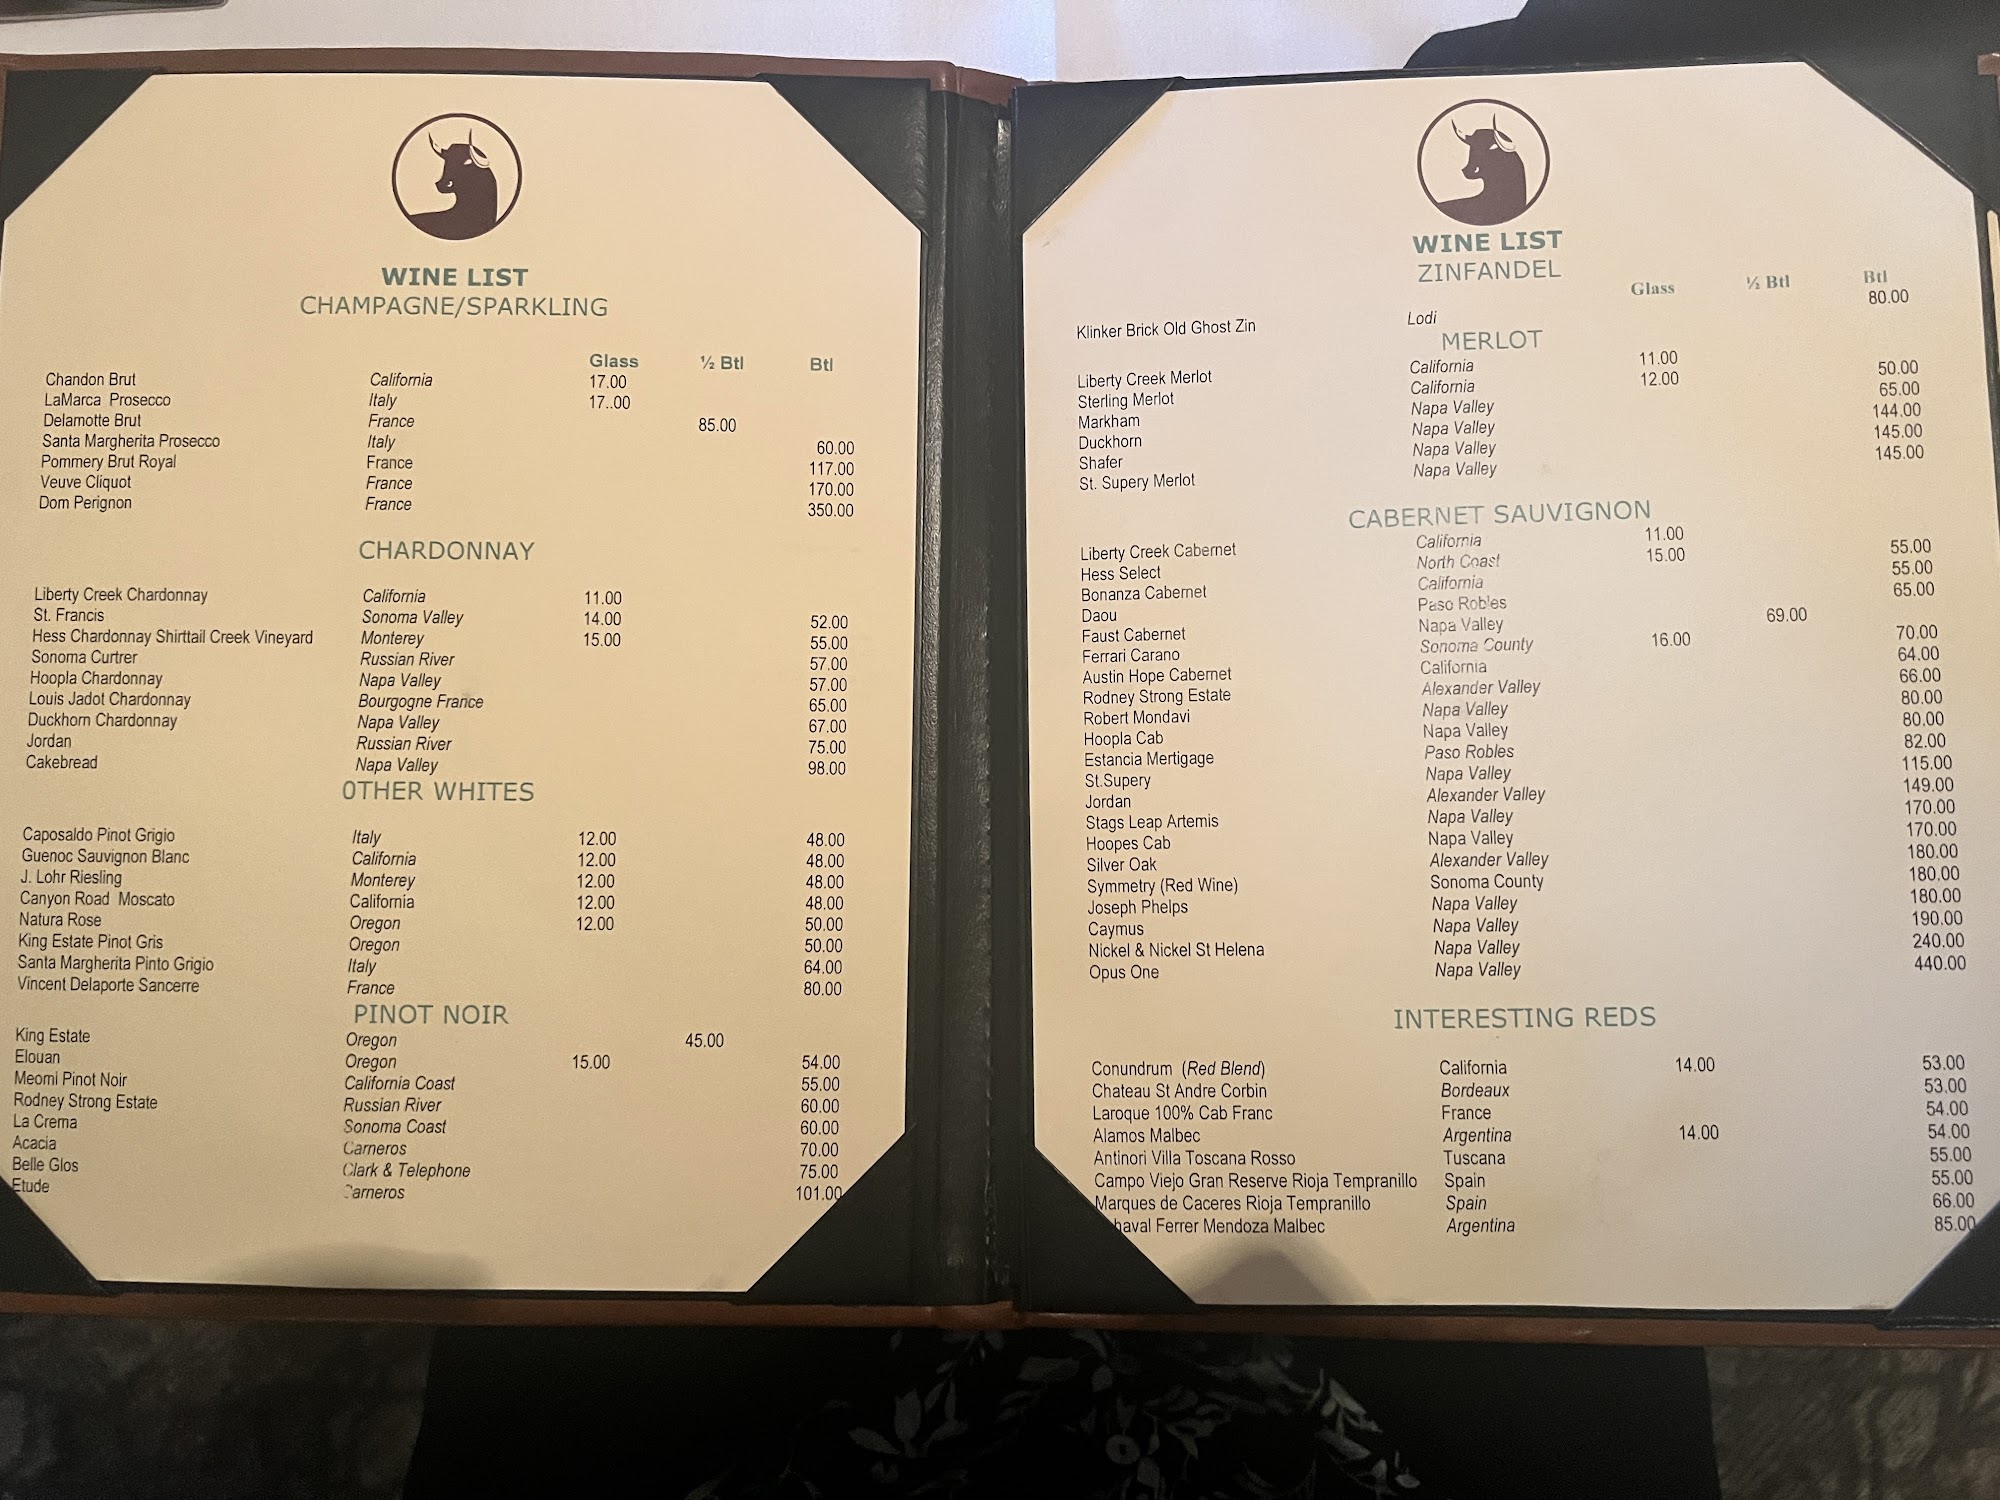 WINE LIST
CHAMPAGNE/SPARKLING
Glass ½ Btl Btl
Chandon Brut California 17.00
LaMarca Prosecco Italy 17..00
Delamotte Brut France 85.00
Santa Margherita Prosecco Italy 60.00
Pommery Brut Royal France 117.00
Veuve Cliquot France 170.00
Dom Perignon France 350.00
CHARDONNAY
Liberty Creek Chardonnay California 11.00
St. Francis Sonoma Valley 14.00 52.00
Hess Chardonnay Shirttail Creek Vineyard Monterey 15.00 55.00
Sonoma Curtrer Russian River 57.00
Hoopla Chardonnay Napa Valley 57.00
Louis Jadot Chardonnay Bourgogne France 65.00
Duckhorn Chardonnay Napa Valley 67.00
Jordan Russian River 75.00
Cakebread Napa Valley 98.00
0THER WHITES
Caposaldo Pinot Grigio Italy 12.00 48.00
Guenoc Sauvignon Blanc California 12.00 48.00
J. Lohr Riesling Monterey 12.00 48.00
Canyon Road Moscato California 12.00 48.00
Natura Rose Oregon 12.00 50.00
King Estate Pinot Gris Oregon 50.00
Santa Margherita Pinto Grigio Italy 64.00
Vincent Delaporte Sancerre France 80.00
PINOT NOIR
King Estate Oregon 45.00
Elouan Oregon 15.00 54.00
Meomi Pinot Noir California Coast 55.00
Rodney Strong Estate Russian River 60.00
La Crema Sonoma Coast 60.00
Acacia Carneros 70.00
Belle Glos Clark & Telephone 75.00
Etude Carneros 101.00
WINE LIST
ZINFANDEL
Glass ½ Btl Btl
Klinker Brick Old Ghost Zin Lodi 80.00
MERLOT
Liberty Creek Merlot California 11.00
Sterling Merlot California 12.00 50.00
Markham Napa Valley 65.00
Duckhorn Napa Valley 144.00
Shafer Napa Valley 145.00
St. Supery Merlot Napa Valley 145.00
CABERNET SAUVIGNON
Liberty Creek Cabernet California 11.00
Hess Select North Coast 15.00 55.00
Bonanza Cabernet California 55.00
Daou Paso Robles 65.00
Faust Cabernet Napa Valley 69.00
Ferrari Carano Sonoma County 16.00 70.00
Austin Hope Cabernet California 64.00
Rodney Strong Estate Alexander Valley 66.00
Robert Mondavi Napa Valley 80.00
Hoopla Cab Napa Valley 80.00
Estancia Mertigage Paso Robles 82.00
St.Supery Napa Valley 115.00
Jordan Alexander Valley 149.00
Stags Leap Artemis Napa Valley 170.00
Hoopes Cab Napa Valley 170.00
Silver Oak Alexander Valley 180.00
Symmetry (Red Wine) Sonoma County 180.00
Joseph Phelps Napa Valley 180.00
Caymus Napa Valley 190.00
Nickel & Nickel St Helena Napa Valley 240.00
Opus One Napa Valley 440.00
INTERESTING REDS
Conundrum (Red Blend) California 14.00 53.00
Chateau St Andre Corbin Bordeaux 53.00
Laroque 100% Cab Franc France 54.00
Alamos Malbec Argentina 14.00 54.00
Antinori Villa Toscana Rosso Tuscana 55.00
Campo Viejo Gran Reserve Rioja Tempranillo Spain 55.00
Marques de Caceres Rioja Tempranillo Spain 66.00
Ferrer Mendoza Malbec Argentina 85.00